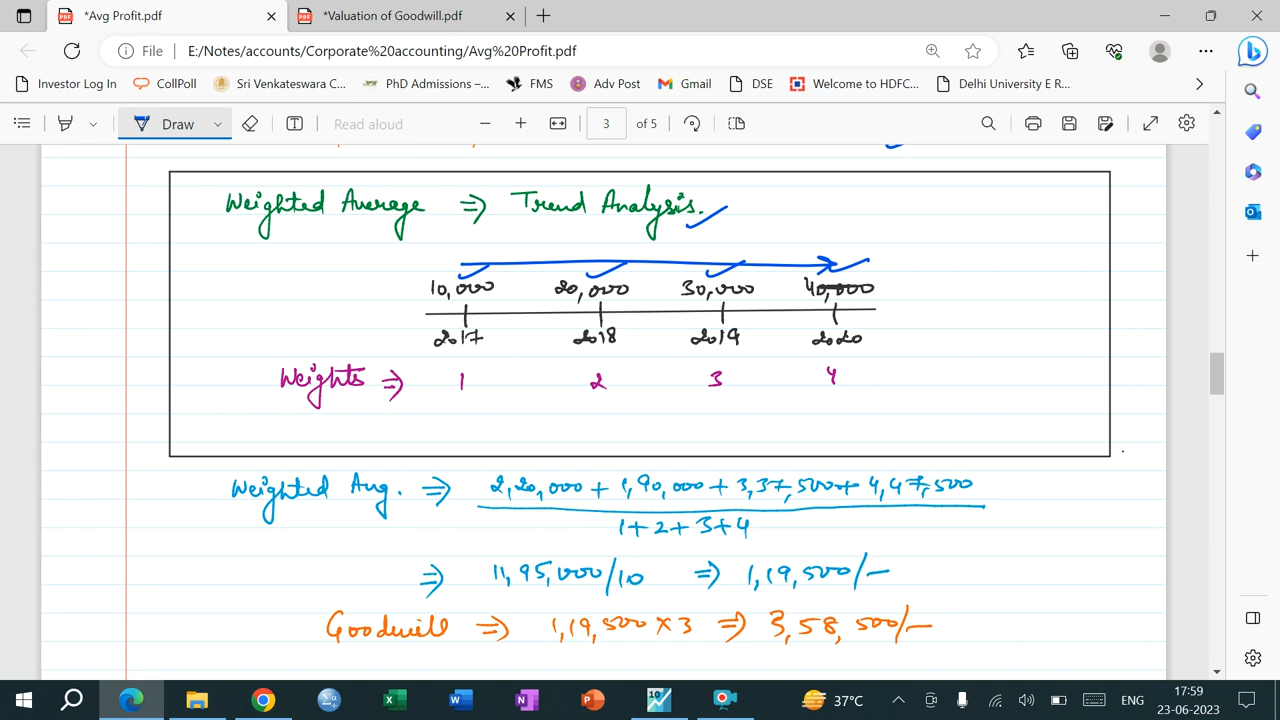 *Avg Profit.pdf
*Valuation of Goodwill.pdf
File E:/Notes/accounts/Corporate%20accounting/Avg%20Profit.pdf
Investor Log In CollPoll Sri Venkateswara C... PhD Admissions –... FMS Adv Post Gmail DSE Welcome to HDFC... Delhi University E R...
Draw Read aloud 3 of 5
Weighted Average ⇒ Trend Analysis.
10,000 20,000 30,000 40,000
2017 2018 2019 2020
Weights ⇒ 1 2 3 4
Weighted Avg. ⇒ 2,20,000 + 1,90,000 + 3,37,500 + 4,47,500
1+2+3+4
⇒ 11,95,000/10 ⇒ 1,19,500/–
Goodwill ⇒ 1,19,500 × 3 ⇒ 3,58,500/–
37°C ENG 17:59
23-06-2023